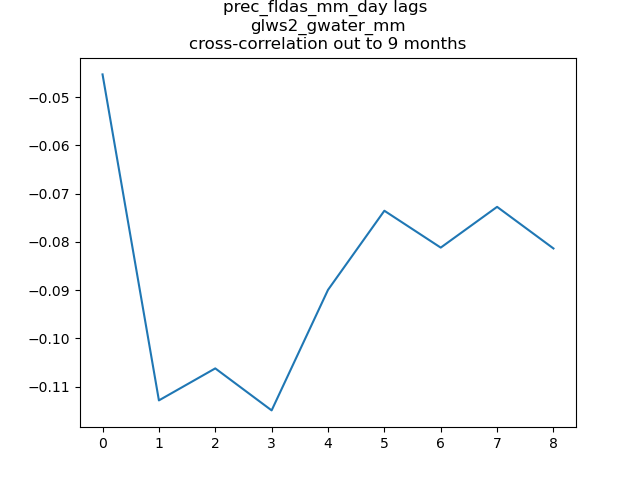 prec_fldas_mm_day lags
glws2_gwater_mm
cross-correlation out to 9 months
−0.05
−0.06
−0.07
−0.08
−0.09
−0.10
−0.11
0 1 2 3 4 5 6 7 8